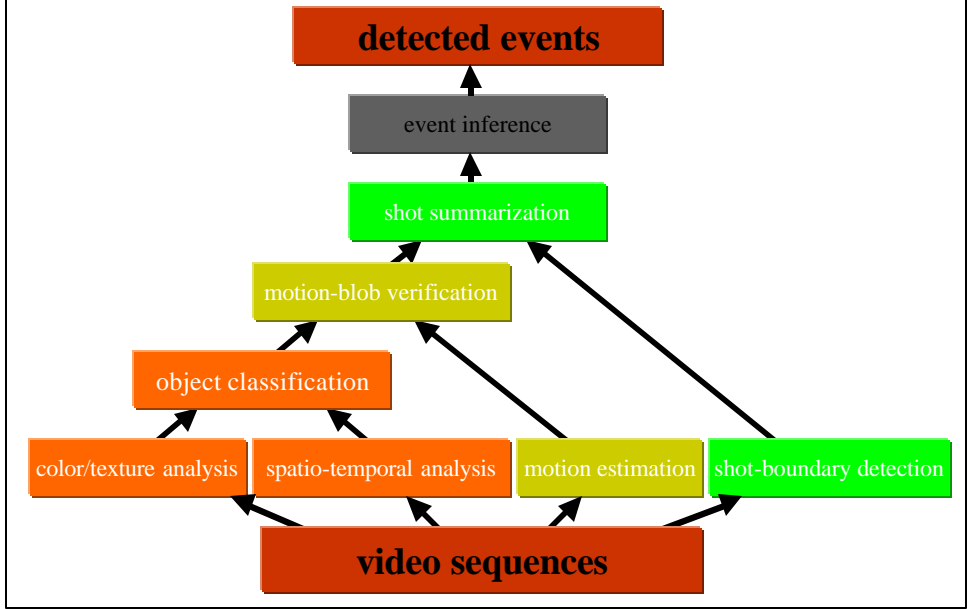 detected events
event inference
shot summarization
motion-blob verification
object classification
color/texture analysis
spatio-temporal analysis
motion estimation
shot-boundary detection
video sequences